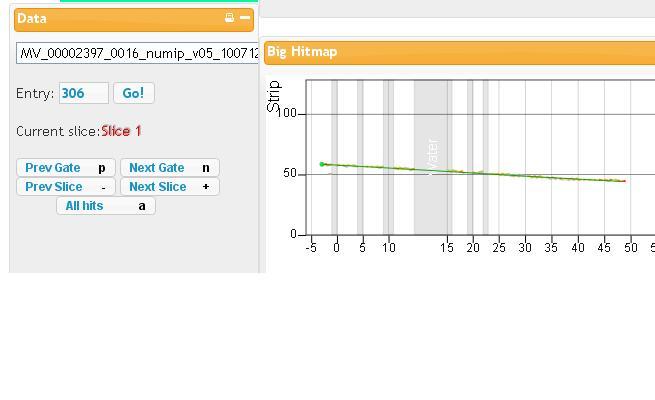 Data
MV_00002397_0016_numip_v05_100712
Entry: 306 Go!
Current slice: Slice 1
Prev Gate p Next Gate n
Prev Slice - Next Slice +
All hits a
Big Hitmap
Strip
100
50
0
-5 0 5 10 15 20 25 30 35 40 45 50
Water